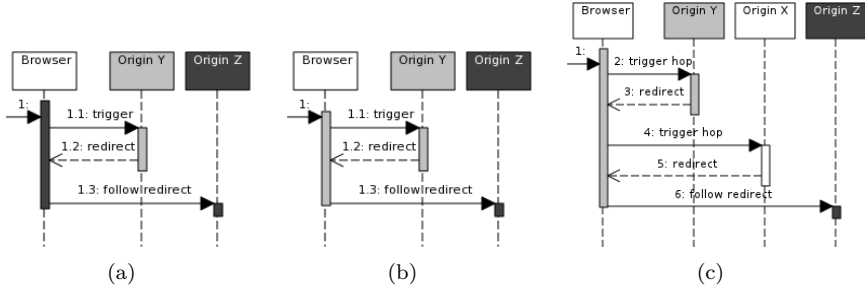 Browser
Origin Y
Origin Z
1:
1.1: trigger
1.2: redirect
1.3: follow redirect
(a)
Browser
Origin Y
Origin Z
1:
1.1: trigger
1.2: redirect
1.3: follow redirect
(b)
Browser
Origin Y
Origin X
Origin Z
1:
2: trigger hop
3: redirect
4: trigger hop
5: redirect
6: follow redirect
(c)